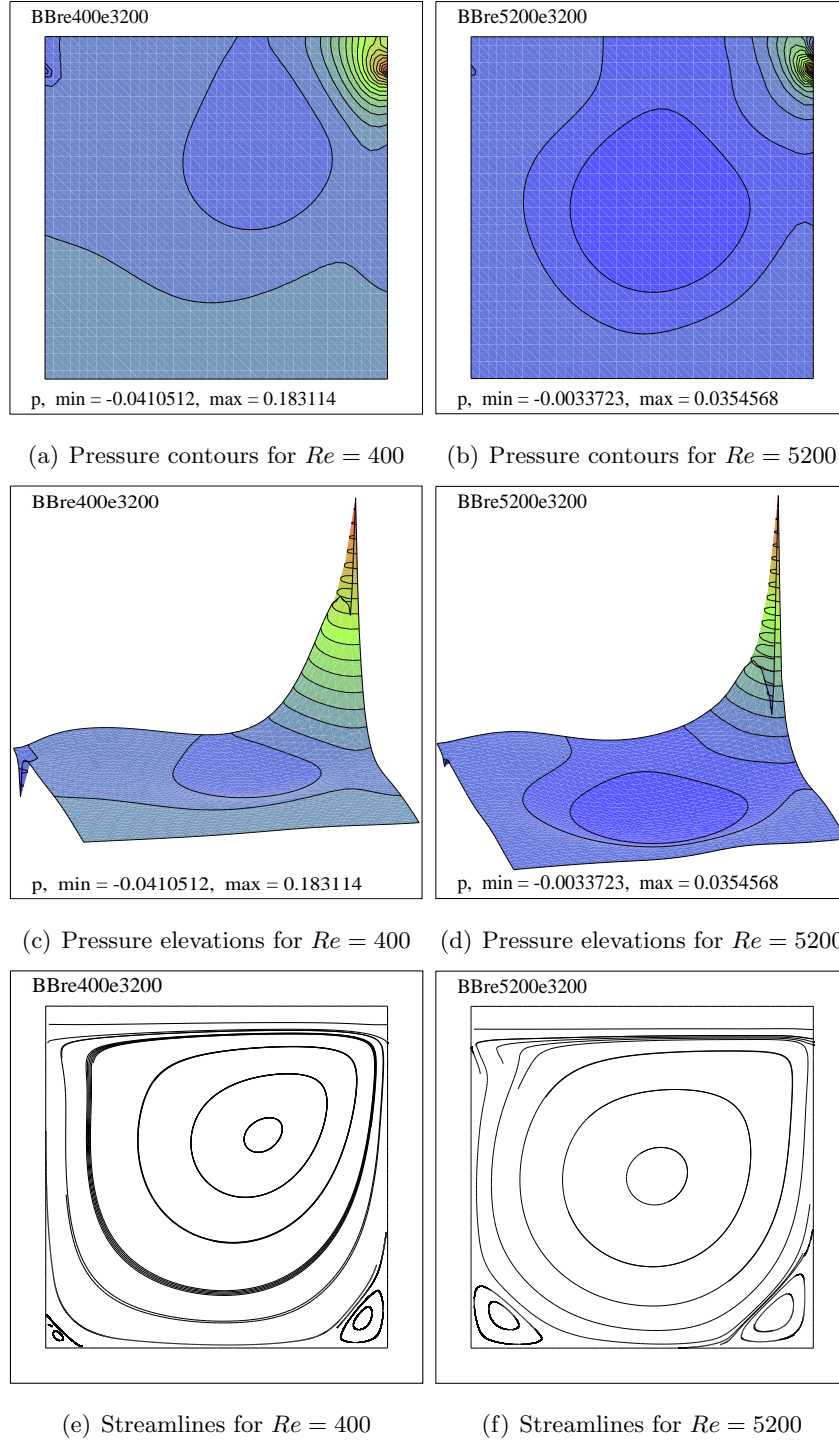 BBre400e3200
p, min = -0.0410512, max = 0.183114
(a) Pressure contours for Re = 400
BBre5200e3200
p, min = -0.0033723, max = 0.0354568
(b) Pressure contours for Re = 5200
BBre400e3200
p, min = -0.0410512, max = 0.183114
(c) Pressure elevations for Re = 400
BBre5200e3200
p, min = -0.0033723, max = 0.0354568
(d) Pressure elevations for Re = 5200
BBre400e3200
(e) Streamlines for Re = 400
BBre5200e3200
(f) Streamlines for Re = 5200